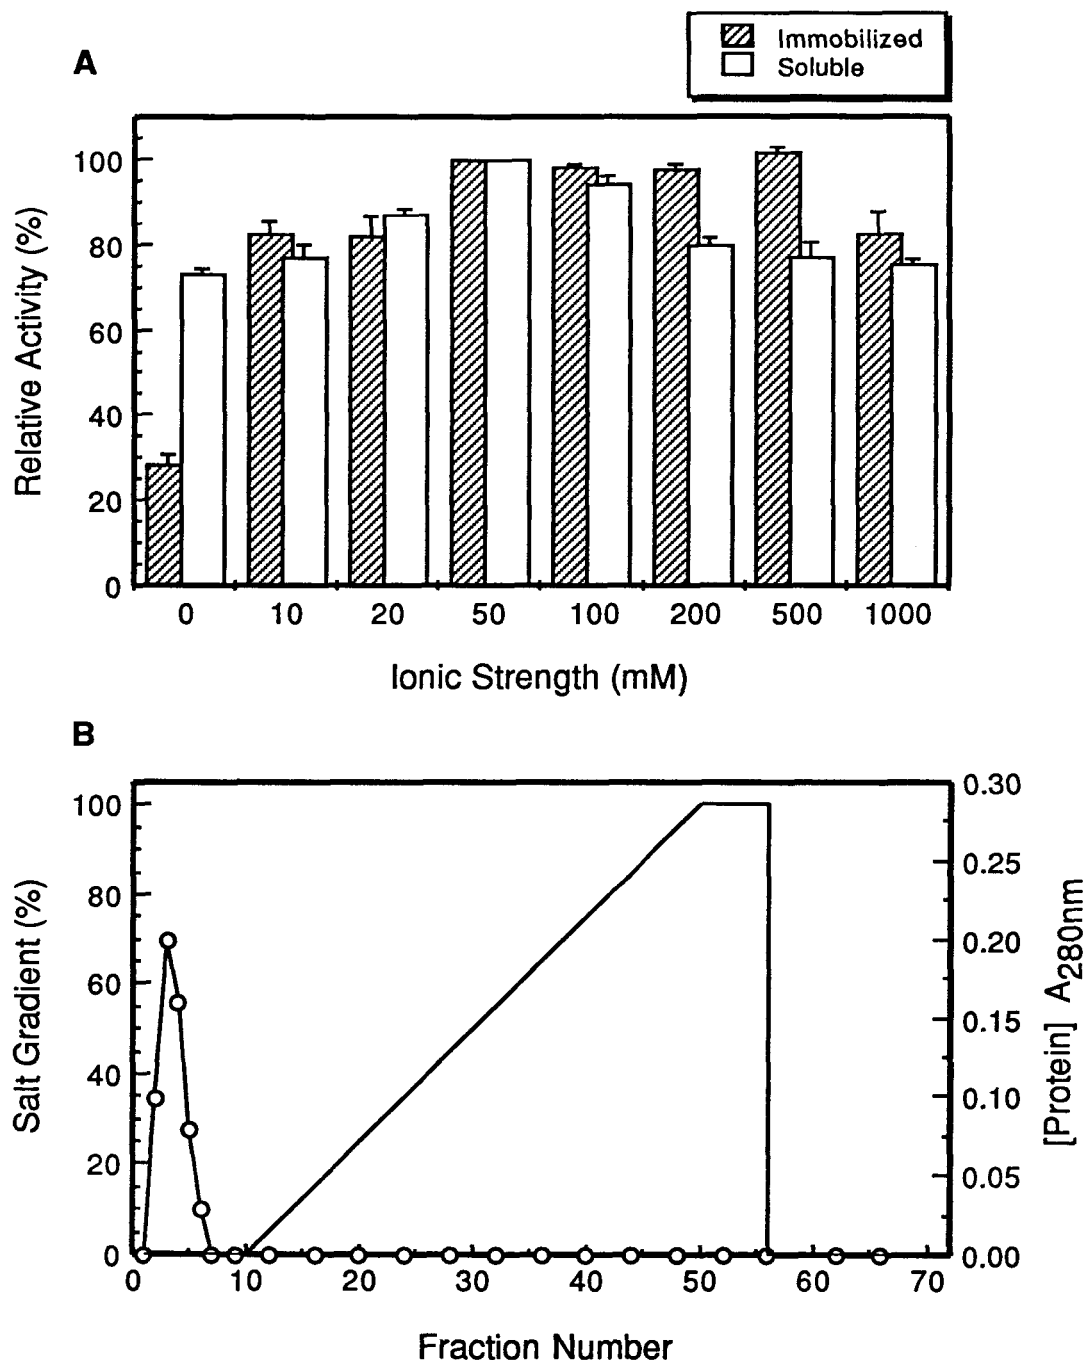 A
Immobilized
Soluble
Relative Activity (%)
100
80
60
40
20
0
0 10 20 50 100 200 500 1000
Ionic Strength (mM)
B
Salt Gradient (%)
100
80
60
40
20
0
0.30
0.25
0.20
0.15
0.10
0.05
0.00
[Protein] A280nm
0 10 20 30 40 50 60 70
Fraction Number